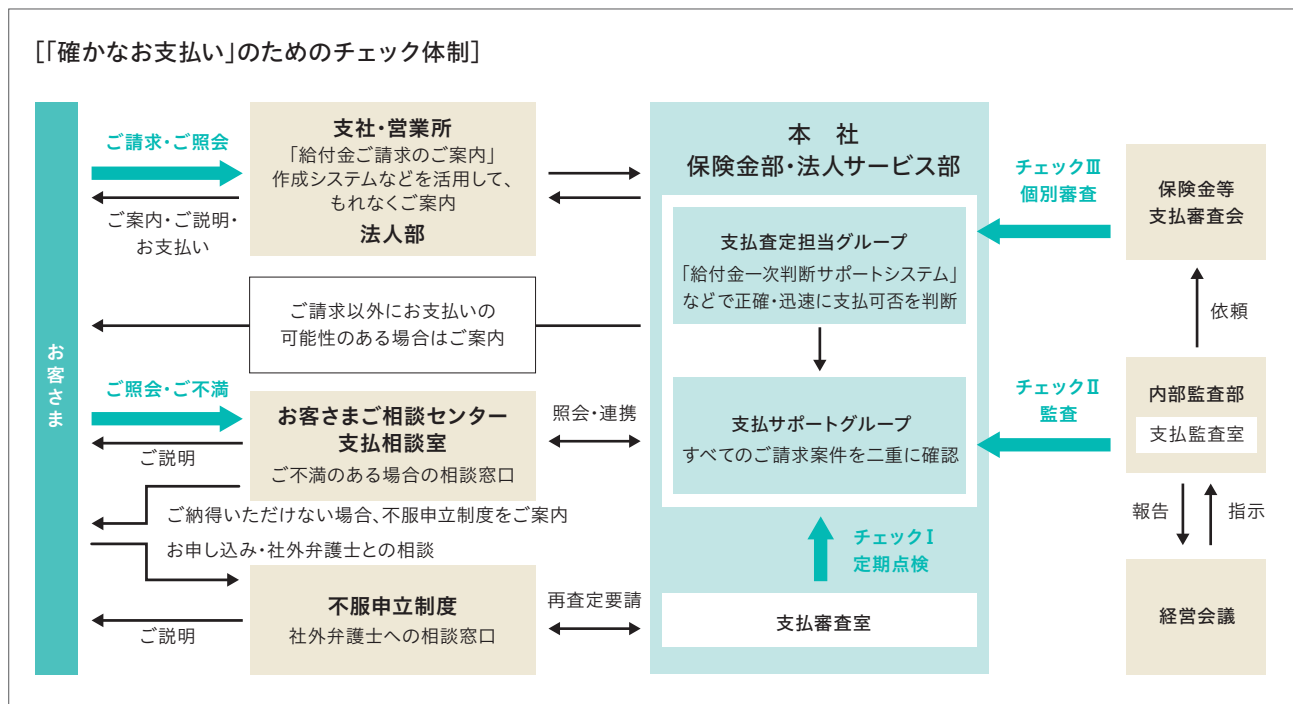 [「確かなお支払い」のためのチェック体制]
お客さま
ご請求・ご照会
ご案内・ご説明・
お支払い
支社・営業所
「給付金ご請求のご案内」
作成システムなどを活用して、
もれなくご案内
法人部
ご請求以外にお支払いの
可能性のある場合はご案内
ご照会・ご不満
ご説明
お客さまご相談センター
支払相談室
ご不満のある場合の相談窓口
照会・連携
ご納得いただけない場合、不服申立制度をご案内
お申し込み・社外弁護士との相談
ご説明
不服申立制度
社外弁護士への相談窓口
再査定要請
本 社
保険金部・法人サービス部
支払査定担当グループ
「給付金一次判断サポートシステム」
などで正確・迅速に支払可否を判断
支払サポートグループ
すべてのご請求案件を二重に確認
チェックⅠ
定期点検
支払審査室
チェックⅢ
個別審査
保険金等
支払審査会
依頼
チェックⅡ
監査
内部監査部
支払監査室
報告
指示
経営会議